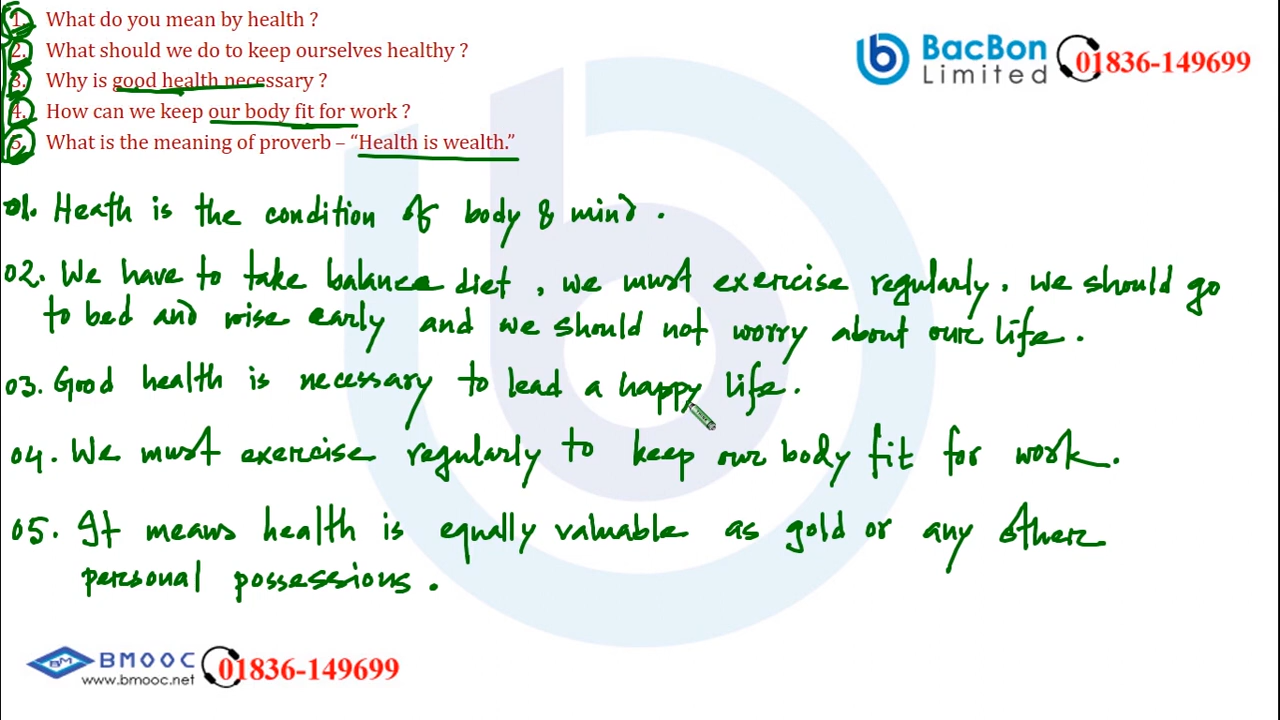 1. What do you mean by health ?
2. What should we do to keep ourselves healthy ?
3. Why is good health necessary ?
4. How can we keep our body fit for work ?
5. What is the meaning of proverb – “Health is wealth.”
BacBon
Limited
01836-149699
01. Heath is the condition of body & mind.
02. We have to take balance diet, we must exercise regularly. We should go
to bed and rise early and we should not worry about our life.
03. Good health is necessary to lead a happy life.
04. We must exercise regularly to keep our body fit for work.
05. It means health is equally valuable as gold or any other
personal possessions.
BM BMOOC
www.bmooc.net
01836-149699